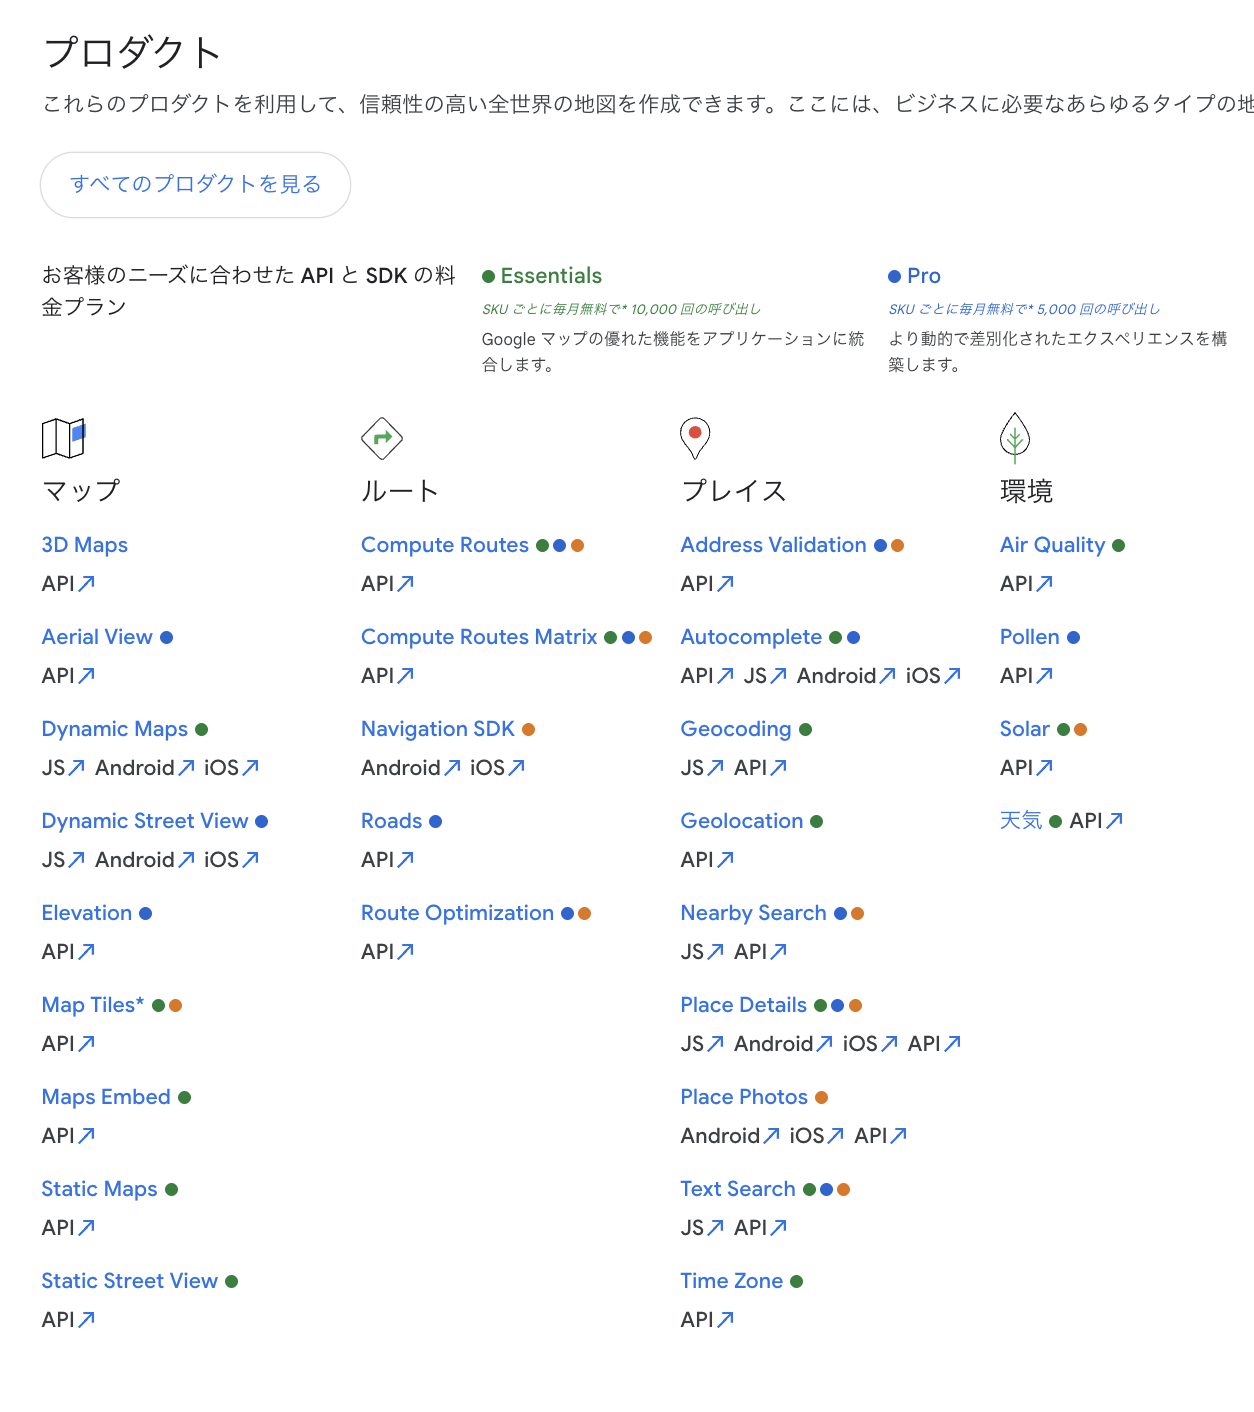 プロダクト
これらのプロダクトを利用して、信頼性の高い全世界の地図を作成できます。ここには、ビジネスに必要なあらゆるタイプの地
すべてのプロダクトを見る
お客様のニーズに合わせた API と SDK の料
金プラン
Essentials
SKU ごとに毎月無料で* 10,000 回の呼び出し
Google マップの優れた機能をアプリケーションに統
合します。
Pro
SKU ごとに毎月無料で* 5,000 回の呼び出し
より動的で差別化されたエクスペリエンスを構
築します。
マップ
3D Maps
API
Aerial View
API
Dynamic Maps
JS Android iOS
Dynamic Street View
JS Android iOS
Elevation
API
Map Tiles*
API
Maps Embed
API
Static Maps
API
Static Street View
API
ルート
Compute Routes
API
Compute Routes Matrix
API
Navigation SDK
Android iOS
Roads
API
Route Optimization
API
プレイス
Address Validation
API
Autocomplete
API JS Android iOS
Geocoding
JS API
Geolocation
API
Nearby Search
JS API
Place Details
JS Android iOS API
Place Photos
Android iOS API
Text Search
JS API
Time Zone
API
環境
Air Quality
API
Pollen
API
Solar
API
天気 API